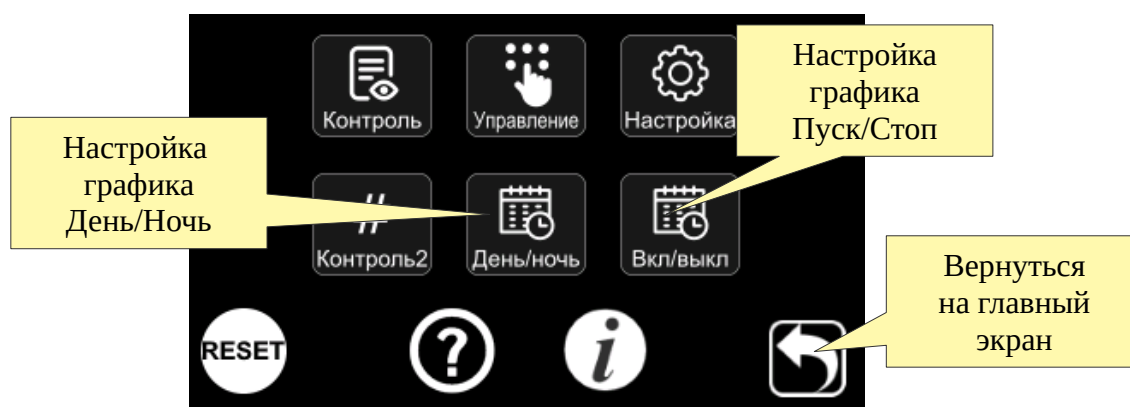 Настройка
графика
Пуск/Стоп
Контроль
Управление
Настройка
Настройка
графика
День/Ночь
#
Контроль2
День/ночь
Вкл/выкл
Вернуться
на главный
экран
RESET
?
i